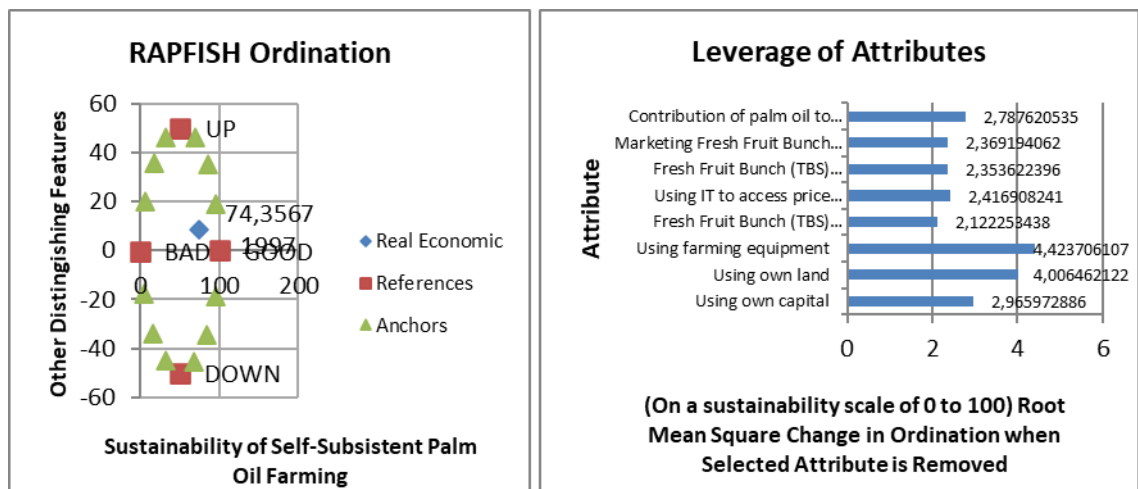 RAPFISH Ordination
Other Distingishing Features
60
40
20
0
-20
-40
-60
UP
74,3567
1997
BAD
GOOD
DOWN
0
100
200
Real Economic
References
Anchors
Sustainability of Self-Subsistent Palm
Oil Farming
Leverage of Attributes
Attribute
Contribution of palm oil to…
2,787620535
Marketing Fresh Fruit Bunch…
2,369194062
Fresh Fruit Bunch (TBS)…
2,353622396
Using IT to access price…
2,416908241
Fresh Fruit Bunch (TBS)…
2,122253438
Using farming equipment
4,423706107
Using own land
4,006462122
Using own capital
2,965972886
0
2
4
6
(On a sustainability scale of 0 to 100) Root
Mean Square Change in Ordination when
Selected Attribute is Removed